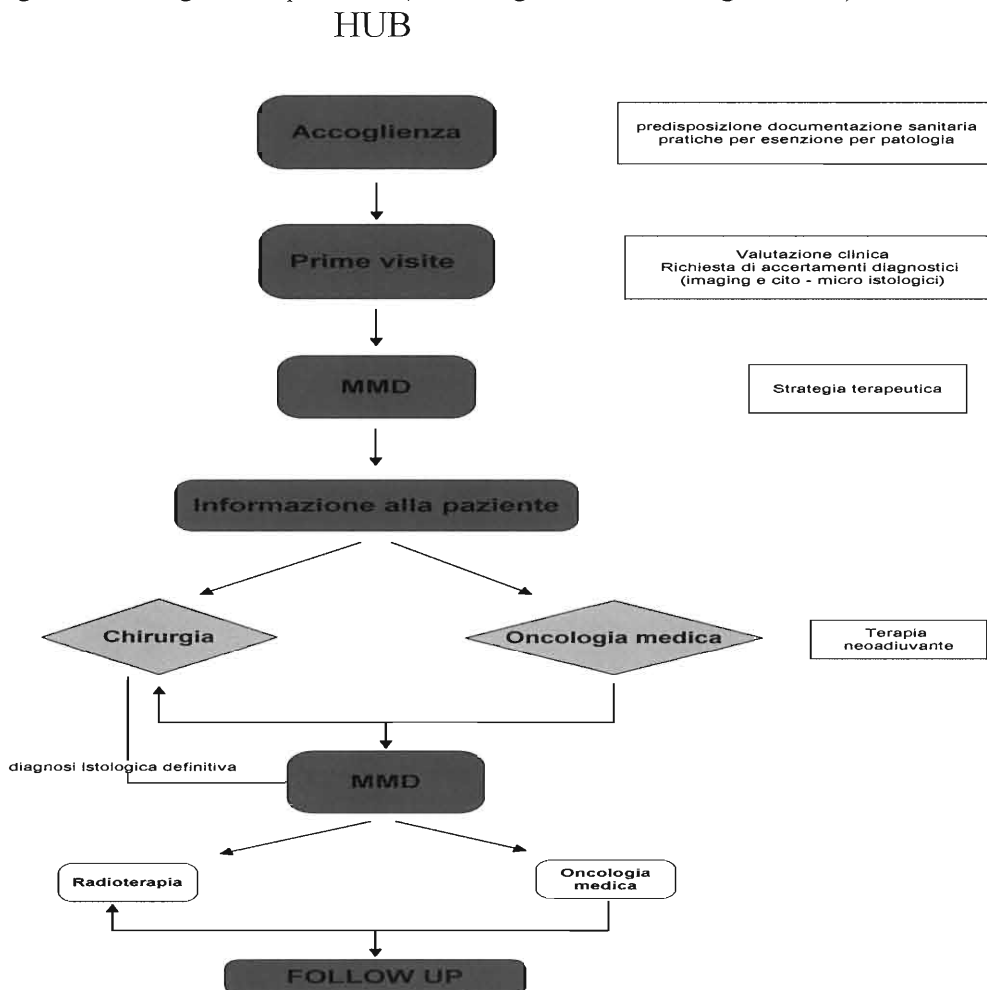 HUB
Accoglienza
predisposizione documentazione sanitaria
pratiche per esenzione per patologia
Prime visite
Valutazione clinica
Richiesta di accertamenti diagnostici
(imaging e cito - micro istologici)
MMD
Strategia terapeutica
Informazione alla paziente
Chirurgia
Oncologia medica
Terapia
neoadiuvante
diagnosi istologica definitiva
MMD
Radioterapia
Oncologia
medica
FOLLOW UP